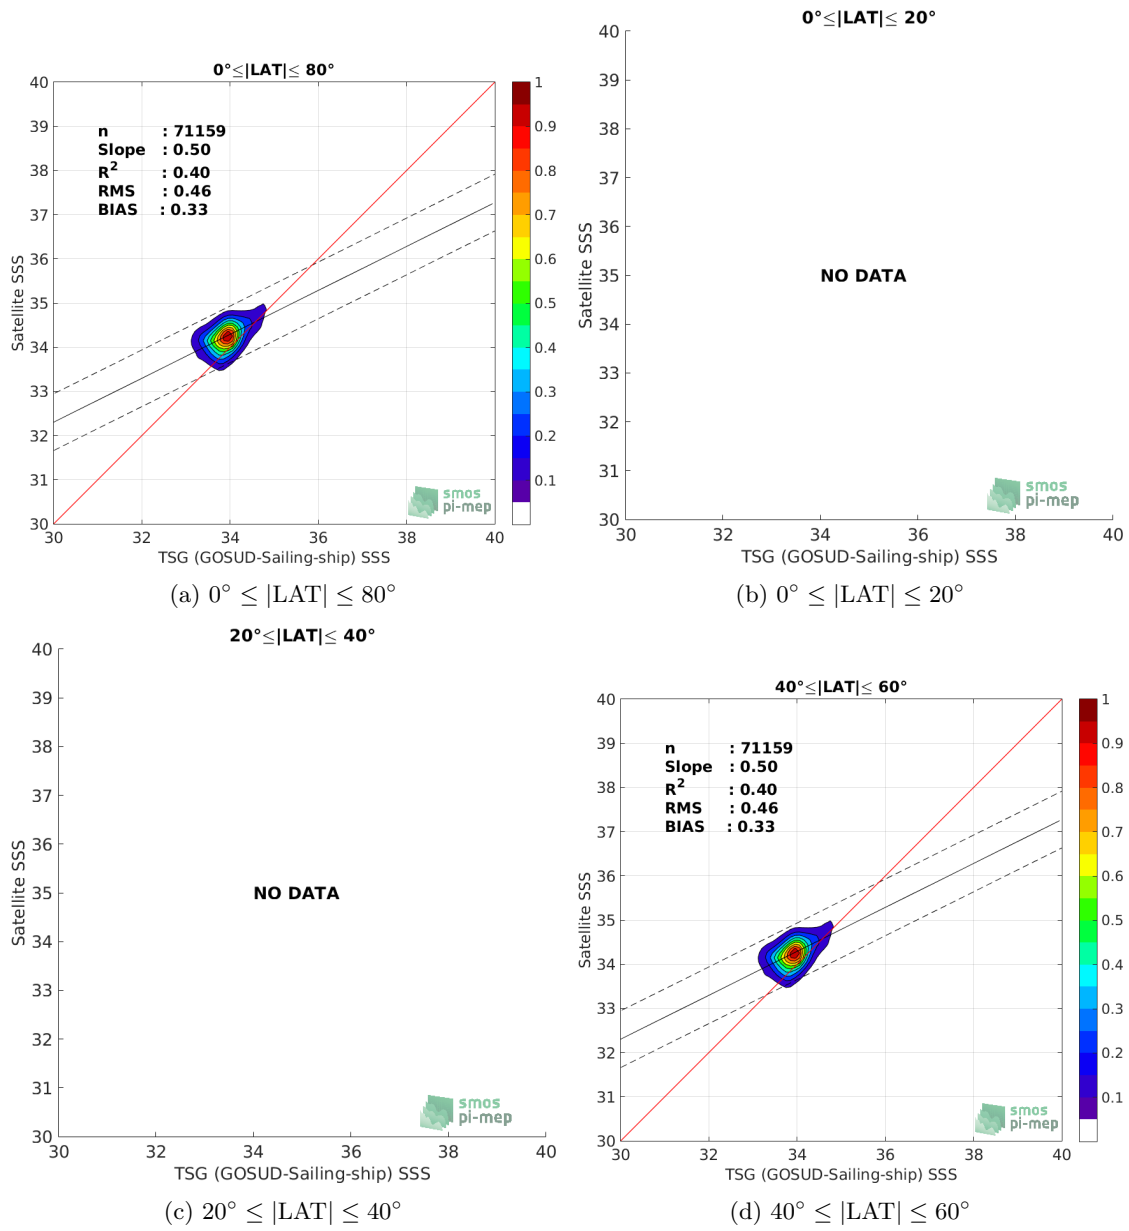 0°≤|LAT|≤ 80°
40
39
38
37
36
35
34
33
32
31
30
Satellite SSS
n : 71159
Slope : 0.50
R² : 0.40
RMS : 0.46
BIAS : 0.33
1
0.9
0.8
0.7
0.6
0.5
0.4
0.3
0.2
0.1
smos
pi-mep
30 32 34 36 38 40
TSG (GOSUD-Sailing-ship) SSS
(a) 0° ≤ |LAT| ≤ 80°
0°≤|LAT|≤ 20°
40
39
38
37
36
35
34
33
32
31
30
Satellite SSS
NO DATA
smos
pi-mep
30 32 34 36 38 40
TSG (GOSUD-Sailing-ship) SSS
(b) 0° ≤ |LAT| ≤ 20°
20°≤|LAT|≤ 40°
40
39
38
37
36
35
34
33
32
31
30
Satellite SSS
NO DATA
smos
pi-mep
30 32 34 36 38 40
TSG (GOSUD-Sailing-ship) SSS
(c) 20° ≤ |LAT| ≤ 40°
40°≤|LAT|≤ 60°
40
39
38
37
36
35
34
33
32
31
30
Satellite SSS
n : 71159
Slope : 0.50
R² : 0.40
RMS : 0.46
BIAS : 0.33
1
0.9
0.8
0.7
0.6
0.5
0.4
0.3
0.2
0.1
smos
pi-mep
30 32 34 36 38 40
TSG (GOSUD-Sailing-ship) SSS
(d) 40° ≤ |LAT| ≤ 60°